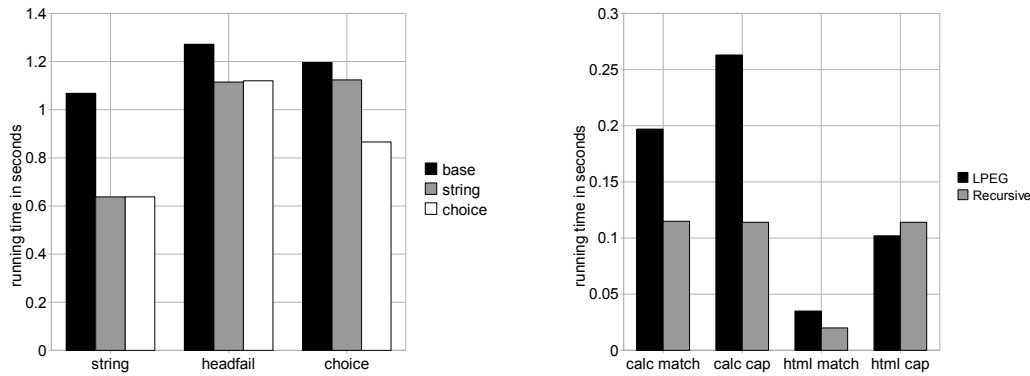 1.4
1.2
1
0.8
0.6
0.4
0.2
0
running time in seconds
string
headfail
choice
base
string
choice
0.3
0.25
0.2
0.15
0.1
0.05
0
running time in seconds
calc match
calc cap
html match
html cap
LPEG
Recursive